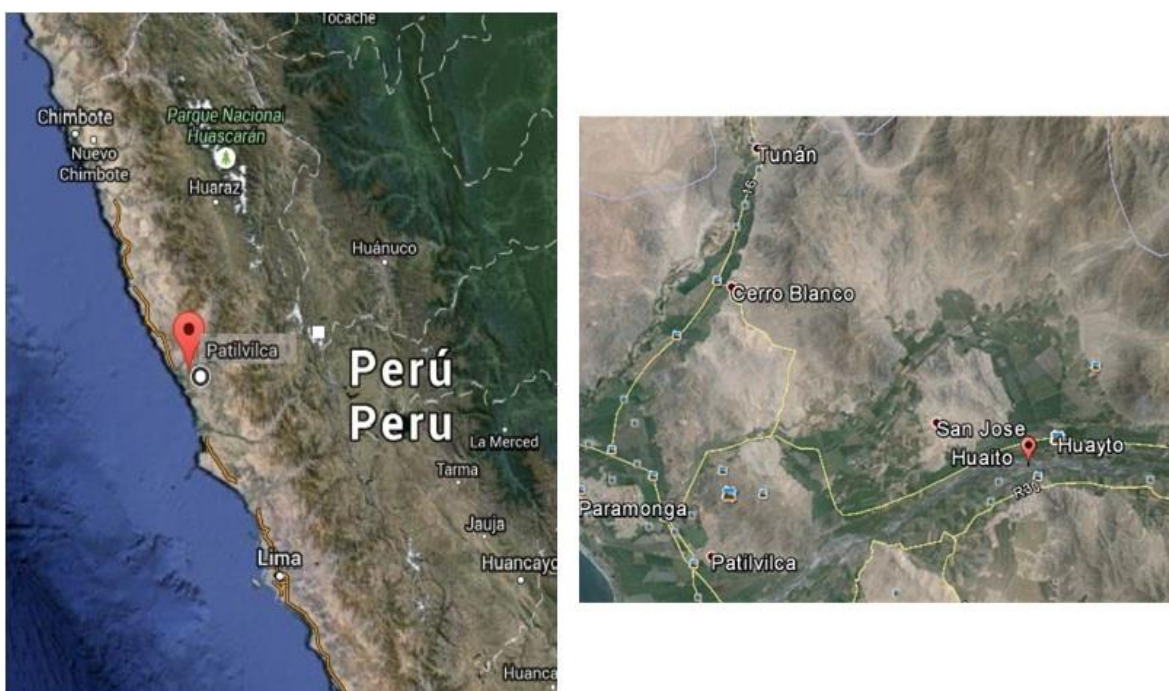 Tocache
Chimbote
Nuevo
Chimbote
Parque Nacional
Huascarán
Huaraz
Huánuco
Patilvilca
Perú
Peru
La Merced
Tarma
Jauja
Huancayo
Lima
Huanca
Tunán
16
Cerro Blanco
San Jose
Huaito
Huayto
Paramonga
Patilvilca